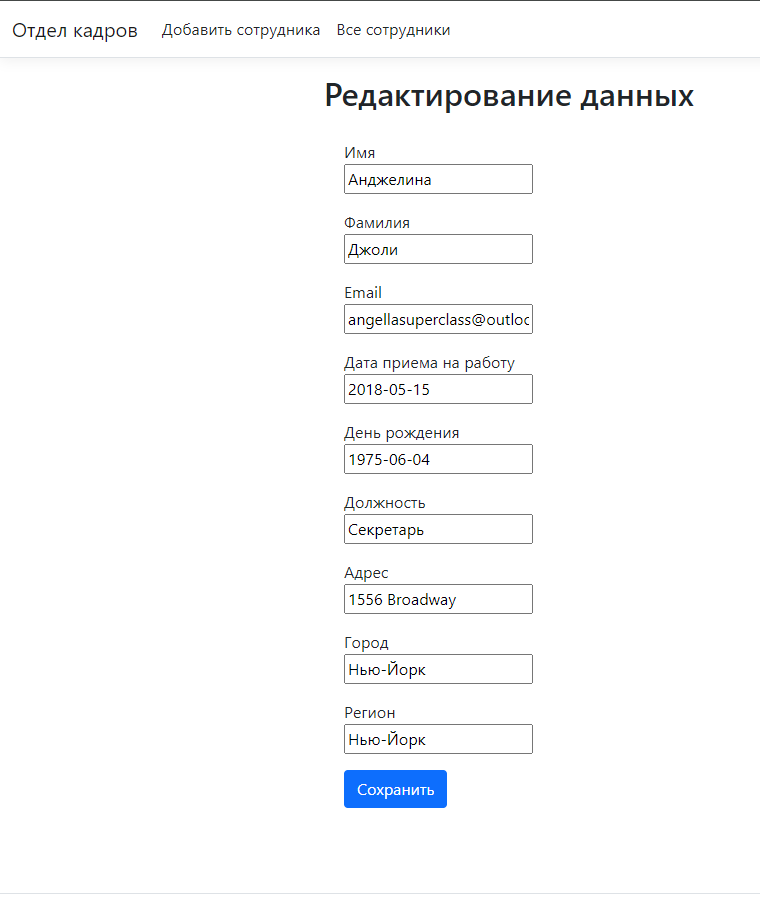 Отдел кадров Добавить сотрудника Все сотрудники
Редактирование данных
Имя
Анджелина
Фамилия
Джоли
Email
angellasuperclass@outloo
Дата приема на работу
2018-05-15
День рождения
1975-06-04
Должность
Секретарь
Адрес
1556 Broadway
Город
Нью-Йорк
Регион
Нью-Йорк
Сохранить